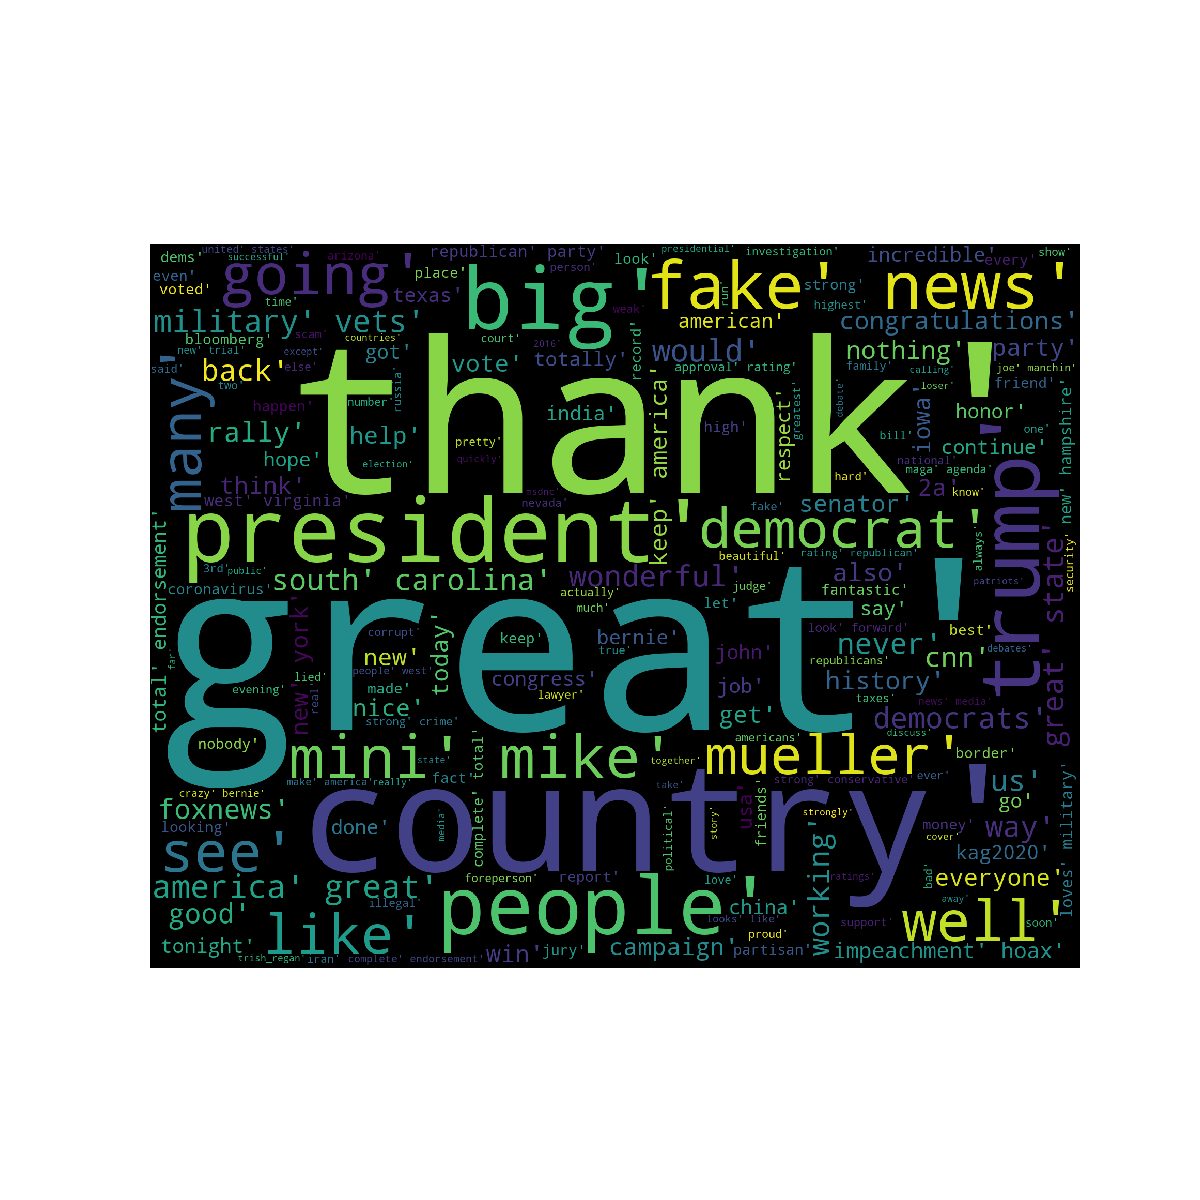 united' states'
arizona'
republican' party'
presidential'
investigation'
incredible'
every'
show'
dems'
successful'
going'
place'
person'
look'
big'
fake' news'
even'
voted'
time'
texas'
weak'
run'
strong'
highest'
military' vets'
scam'
countries'
court'
american'
congratulations'
bloomberg'
new' trial'
except'
got'
2016'
record'
would'
nothing'
party'
said'
two'
else'
back'
vote'
totally'
approval' rating'
family'
calling'
joe' manchin'
many'
thank'
america'
friend'
loser'
happen'
number'
russia'
india'
respect'
greatest'
debate'
iowa'
honor'
hampshire'
rally'
help'
high'
bill'
one'
continue'
election'
pretty'
hope'
quickly'
hard'
national'
maga' agenda'
think'
2a'
know'
west' virginia'
msdnc'
nevada'
fake'
senator'
new'
trump'
president'
keep'
democrat'
always'
security'
beautiful'
rating' republican'
3rd'
public'
coronavirus'
south' carolina'
wonderful'
actually'
much'
judge'
let'
also'
fantastic'
say'
patriots'
state'
total' endorsement'
great'
corrupt'
today'
keep'
bernie'
true'
john'
look' forward'
republicans'
never'
best'
debates'
new' york'
new'
far'
people' west'
lied'
real'
evening'
made'
nice'
congress'
lawyer'
job'
cnn
history'
taxes'
news' media'
great'
strong' crime'
get'
democrats'
nobody'
americans'
discuss'
mini' mike'
mueller'
border'
state'
together'
total'
make' america'
really'
fact'
take'
strong' conservative'
ever'
us'
crazy' bernie'
foxnews'
country'
usa'
strongly'
go'
looking'
done'
media'
complete'
political'
story'
friends'
money'
way'
cover'
see'
working'
kag2020'
loves' military'
foreperson'
report'
love'
bad'
everyone'
america' great'
illegal'
people'
ratings'
away'
good'
like'
china'
looks' like'
support'
well'
soon'
proud'
tonight'
win'
jury'
campaign'
partisan'
impeachment' hoax'
trish_regan'
iran'
complete' endorsement'